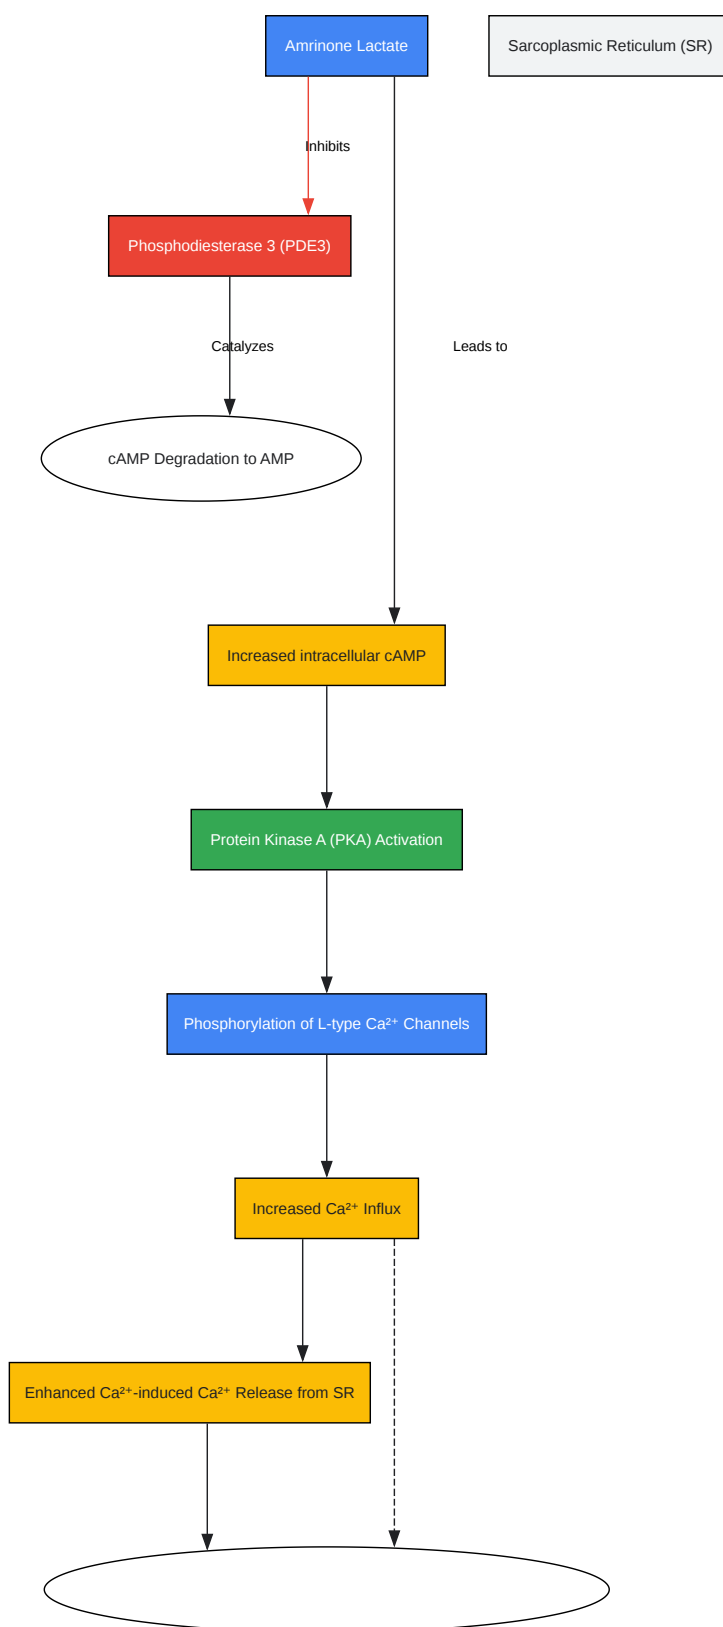 Amrinone Lactate
Sarcoplasmic Reticulum (SR)
Inhibits
Phosphodiesterase 3 (PDE3)
Catalyzes
Leads to
cAMP Degradation to AMP
Increased intracellular cAMP
Protein Kinase A (PKA) Activation
Phosphorylation of L-type Ca²⁺ Channels
Increased Ca²⁺ Influx
Enhanced Ca²⁺-induced Ca²⁺ Release from SR